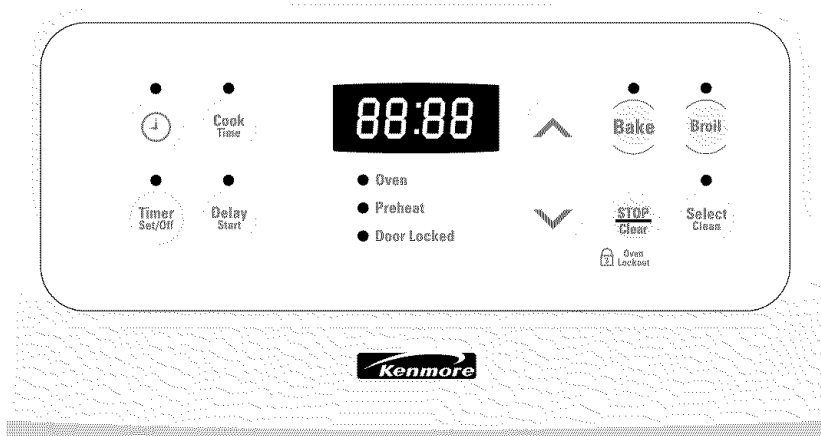 Cook
Time
88:88
Bake
Broil
Oven
Preheat
Door Locked
Timer
Set/Off
Delay
Start
STOP
Clear
Select
Clean
Oven
Lockout
Kenmore